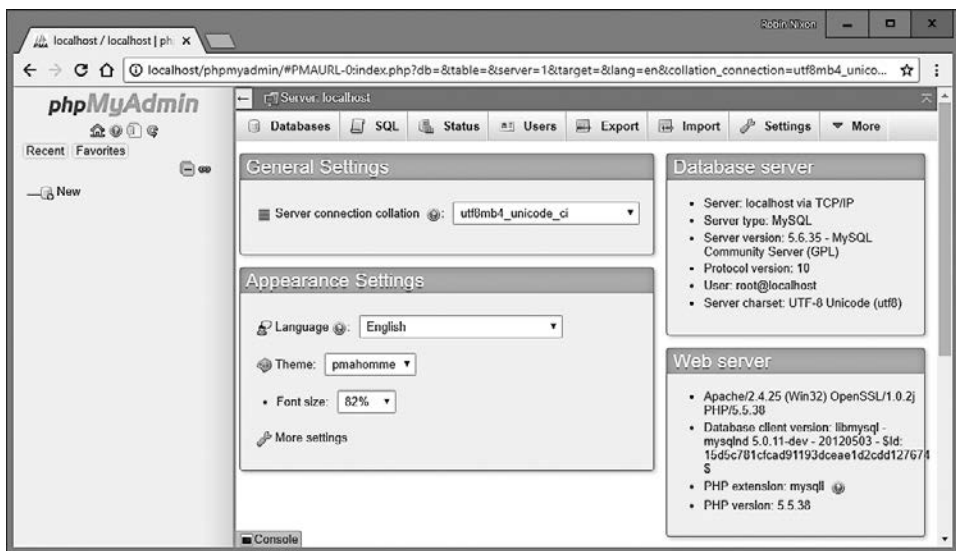 Robin Nixon
localhost / localhost | ph
localhost/phpmyadmin/#PMAURL-0:index.php?db=&table=&server=1&target=&lang=en&collation_connection=utf8mb4_unico...
phpMyAdmin
Recent Favorites
New
Server: localhost
Databases SQL Status Users Export Import Settings More
General Settings
Server connection collation : utf8mb4_unicode_ci
Appearance Settings
Language : English
Theme: pmahomme
• Font size: 82%
More settings
Database server
• Server: localhost via TCP/IP
• Server type: MySQL
• Server version: 5.6.35 - MySQL
Community Server (GPL)
• Protocol version: 10
• User: root@localhost
• Server charset: UTF-8 Unicode (utf8)
Web server
• Apache/2.4.25 (Win32) OpenSSL/1.0.2j
PHP/5.5.38
• Database client version: libmysql -
mysqlnd 5.0.11-dev - 20120503 - $Id:
15d5c781cfcad91193dceae1d2cdd127674
$
• PHP extension: mysqli
• PHP version: 5.5.38
Console